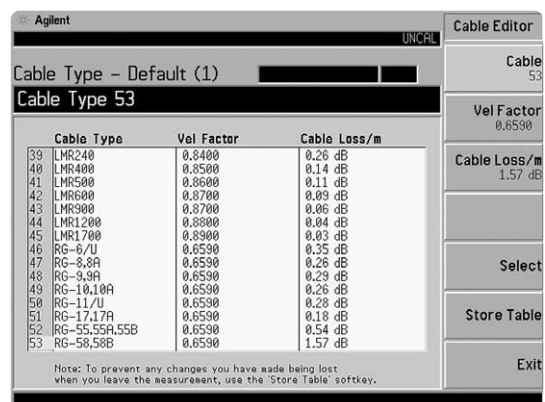 Agilent
UNCAL
Cable Type – Default (1)
Cable Type 53
Cable Type Vel Factor Cable Loss/m
39 LMR240 0.8400 0.26 dB
40 LMR400 0.8500 0.14 dB
41 LMR500 0.8600 0.11 dB
42 LMR600 0.8700 0.09 dB
43 LMR900 0.8700 0.06 dB
44 LMR1200 0.8800 0.04 dB
45 LMR1700 0.8900 0.03 dB
46 RG-6/U 0.6590 0.35 dB
47 RG-8,8A 0.6590 0.26 dB
48 RG-9,9A 0.6590 0.29 dB
49 RG-10,10A 0.6590 0.26 dB
50 RG-11/U 0.6590 0.28 dB
51 RG-17,17A 0.6590 0.18 dB
52 RG-55,55A,55B 0.6590 0.54 dB
53 RG-58,58B 0.6590 1.57 dB
Note: To prevent any changes you have made being lost
when you leave the measurement, use the 'Store Table' softkey.
Cable Editor
Cable
53
Vel Factor
0.6590
Cable Loss/m
1.57 dB
Select
Store Table
Exit